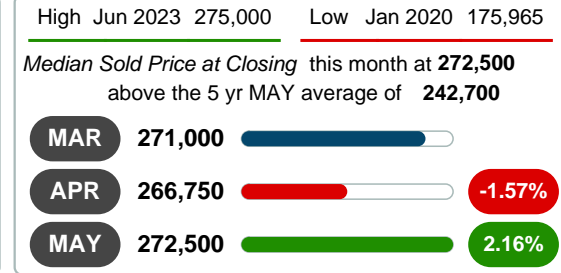 High Jun 2023 275,000 Low Jan 2020 175,965
Median Sold Price at Closing this month at 272,500
above the 5 yr MAY average of 242,700
MAR 271,000
APR 266,750 -1.57%
MAY 272,500 2.16%